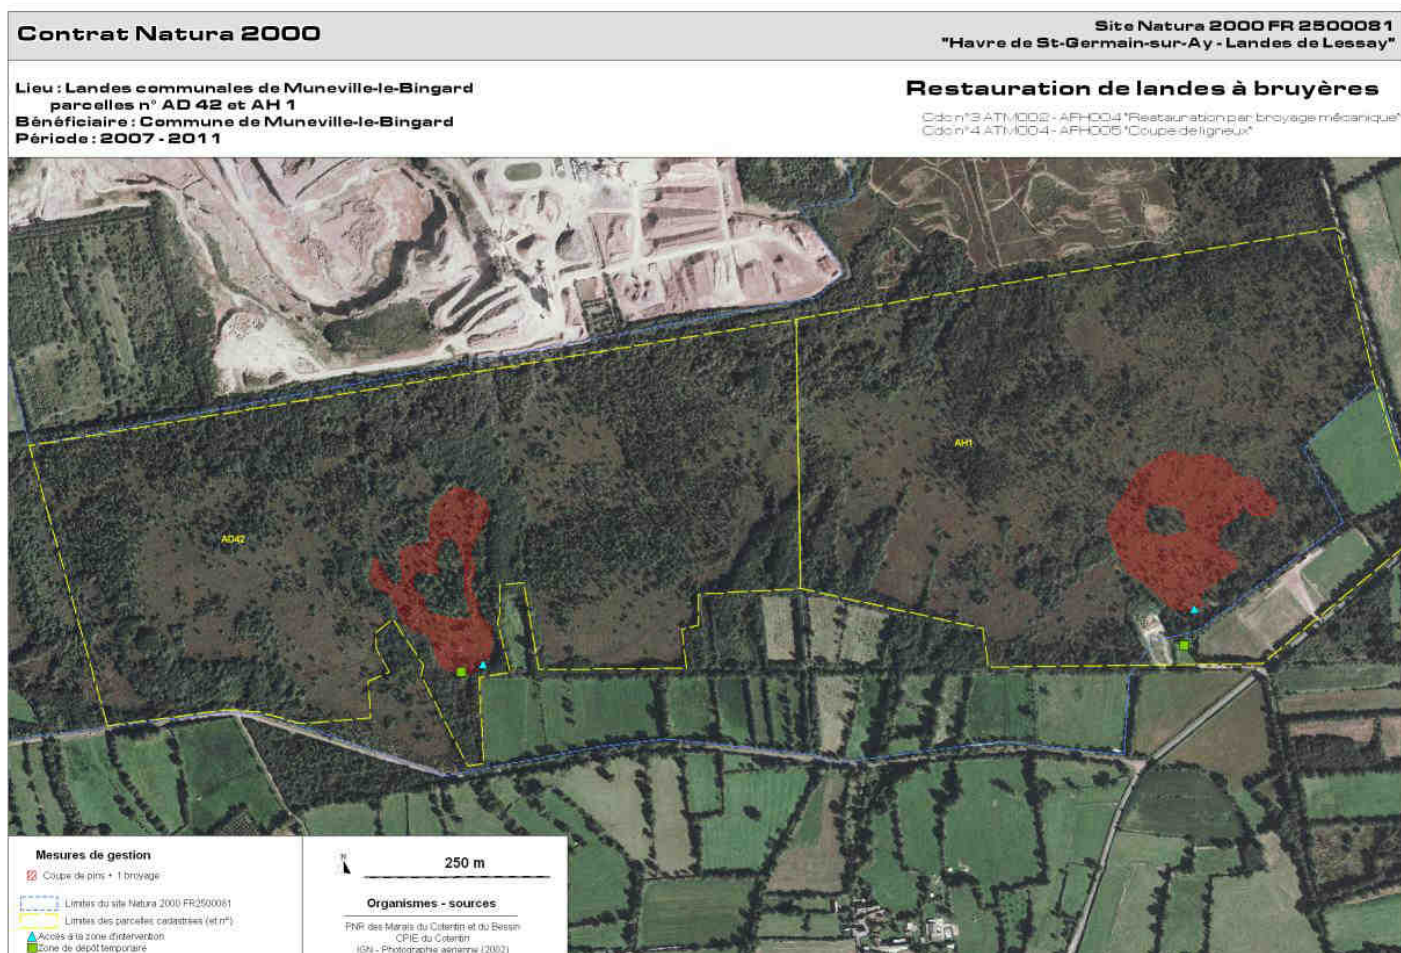 Contrat Natura 2000
Site Natura 2000 FR 2500081
"Havre de St-Germain-sur-Ay - Landes de Lessay"
Lieu : Landes communales de Muneville-le-Bingard
parcelles n° AD 42 et AH 1
Bénéficiaire : Commune de Muneville-le-Bingard
Période : 2007 - 2011
Restauration de landes à bruyères
Cdc n°3 ATM002 - AFH004 "Restauration par broyage mécanique"
Cdc n°4 ATM004 - AFH005 "Coupe de ligneux"
AH1
AD42
Mesures de gestion
Coupe de pins + 1 broyage
Limites du site Natura 2000 FR2500081
Limites des parcelles cadastrées (et n°)
Accès à la zone d'intervention
Zone de dépôt temporaire
N
250 m
Organismes - sources
PNR des Marais du Cotentin et du Bessin
CPIE du Cotentin
IGN - Photographie aérienne (2002)